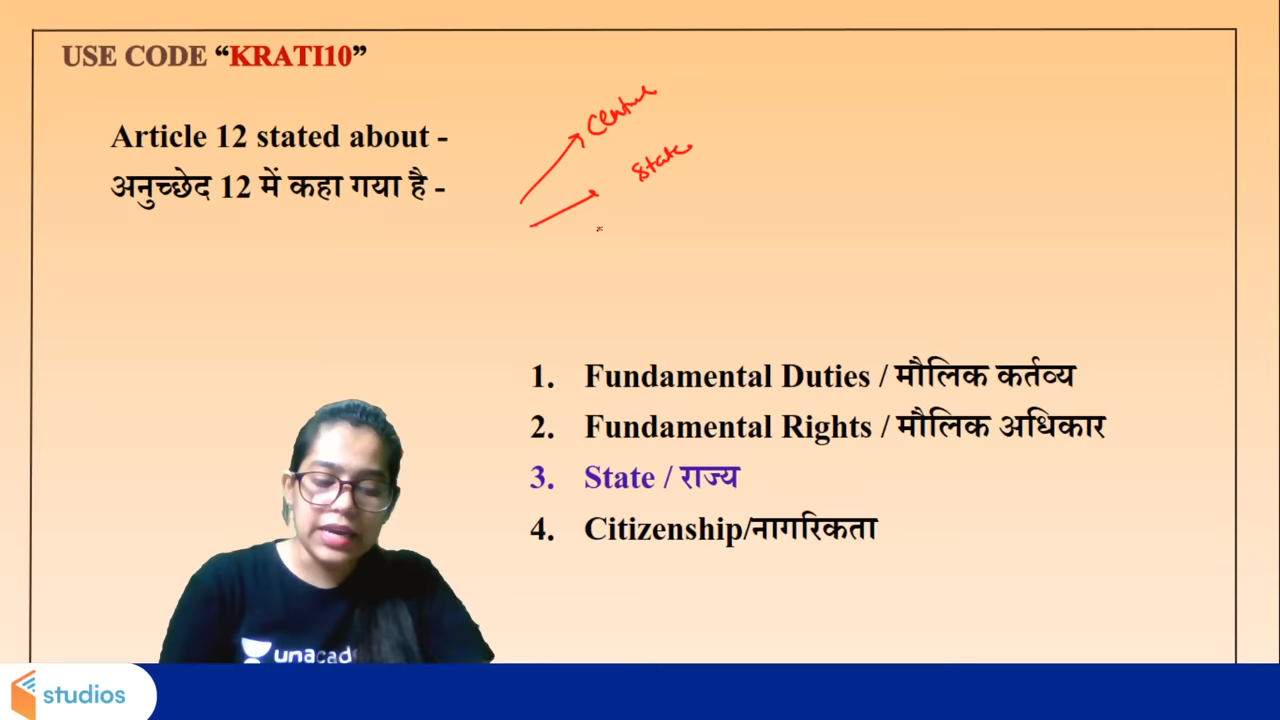 USE CODE “KRATI10”
Article 12 stated about -
अनुच्छेद 12 में कहा गया है -
Centre
State
1. Fundamental Duties / मौलिक कर्तव्य
2. Fundamental Rights / मौलिक अधिकार
3. State / राज्य
4. Citizenship/नागरिकता
unacade
studios